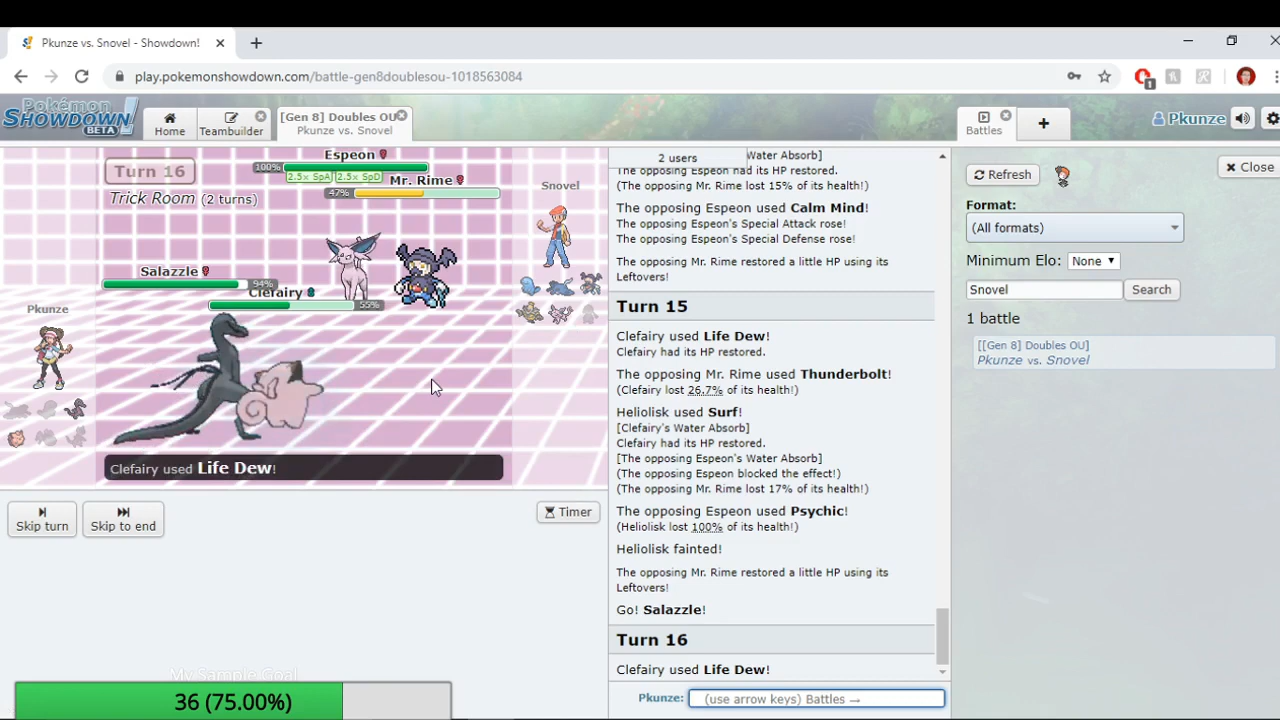 Pkunze vs. Snovel - Showdown!
play.pokemonshowdown.com/battle-gen8doublesou-1018563084
1
Pokémon
SHOWDOWN!
BETA
Home
Teambuilder
[Gen 8] Doubles OU
Pkunze vs. Snovel
Battles
Pkunze
Turn 16
Trick Room (2 turns)
Espeon
100%
2.5× SpA 2.5× SpD
Mr. Rime
47%
Snovel
Salazzle
94%
Clefairy
55%
Pkunze
Clefairy used Life Dew!
Skip turn
Skip to end
Timer
My Sample Goal
36 (75.00%)
2 users
Water Absorb]
The opposing Espeon had its HP restored.
(The opposing Mr. Rime lost 15% of its health!)
The opposing Espeon used Calm Mind!
The opposing Espeon's Special Attack rose!
The opposing Espeon's Special Defense rose!
The opposing Mr. Rime restored a little HP using its
Leftovers!
Turn 15
Clefairy used Life Dew!
Clefairy had its HP restored.
The opposing Mr. Rime used Thunderbolt!
(Clefairy lost 26.7% of its health!)
Heliolisk used Surf!
[Clefairy's Water Absorb]
Clefairy had its HP restored.
[The opposing Espeon's Water Absorb]
(The opposing Espeon blocked the effect!)
(The opposing Mr. Rime lost 17% of its health!)
The opposing Espeon used Psychic!
(Heliolisk lost 100% of its health!)
Heliolisk fainted!
The opposing Mr. Rime restored a little HP using its
Leftovers!
Go! Salazzle!
Turn 16
Clefairy used Life Dew!
Pkunze: (use arrow keys) Battles →
Refresh
Close
Format:
(All formats)
Minimum Elo: None
Snovel
Search
1 battle
[[Gen 8] Doubles OU]
Pkunze vs. Snovel